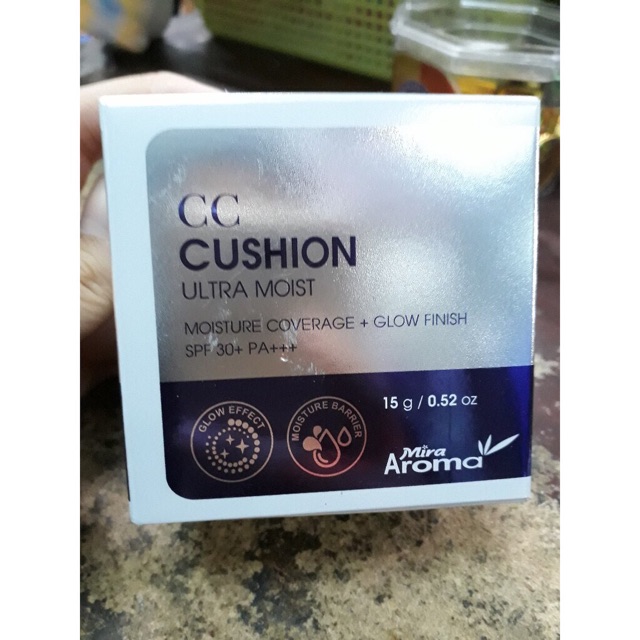 CC
CUSHION
ULTRA MOIST
MOISTURE COVERAGE + GLOW FINISH
SPF 30+ PA+++
GLOW EFFECT
MOISTURE BARRIER
15 g / 0.52 oz
Mira
Aroma